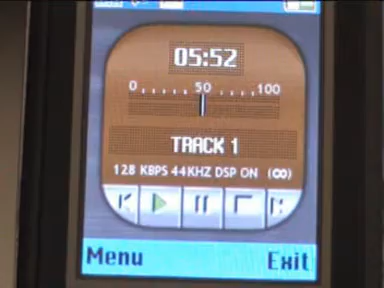 05:52
0 50 100
TRACK 1
128 KBPS 44KHZ DSP ON (∞)
Menu Exit